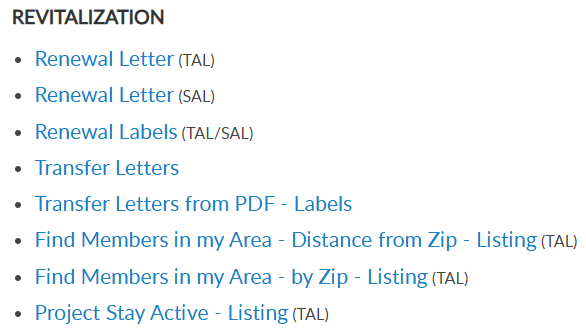 REVITALIZATION
Renewal Letter (TAL)
Renewal Letter (SAL)
Renewal Labels (TAL/SAL)
Transfer Letters
Transfer Letters from PDF - Labels
Find Members in my Area - Distance from Zip - Listing (TAL)
Find Members in my Area - by Zip - Listing (TAL)
Project Stay Active - Listing (TAL)